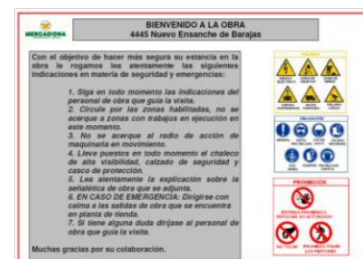 MERCADONA
BIENVENIDO A LA OBRA
4445 Nuevo Ensanche de Barajas
Con el objetivo de hacer más segura su estancia en la
obra le rogamos lea atentamente las siguientes
indicaciones en materia de seguridad y emergencias:
1. Siga en todo momento las indicaciones del
personal de obra que guía la visita.
2. Circule por las zonas habilitadas, no se
acerque a zonas con trabajos en ejecución en
este momento.
3. No se acerque al radio de acción de
maquinaria en movimiento.
4. Lleve puestos en todo momento el chaleco
de alta visibilidad, calzado de seguridad y
casco de protección.
5. Lea atentamente la explicación sobre la
señalética de obra que se adjunta.
6. EN CASO DE EMERGENCIA: Dirigirse con
calma a las salidas de obra que se encuentra
en planta de tienda.
7. Si tiene alguna duda diríjase al personal de
obra que guía la visita.
Muchas gracias por su colaboración.
PELIGRO
OBLIGACIÓN
PROHIBICIÓN